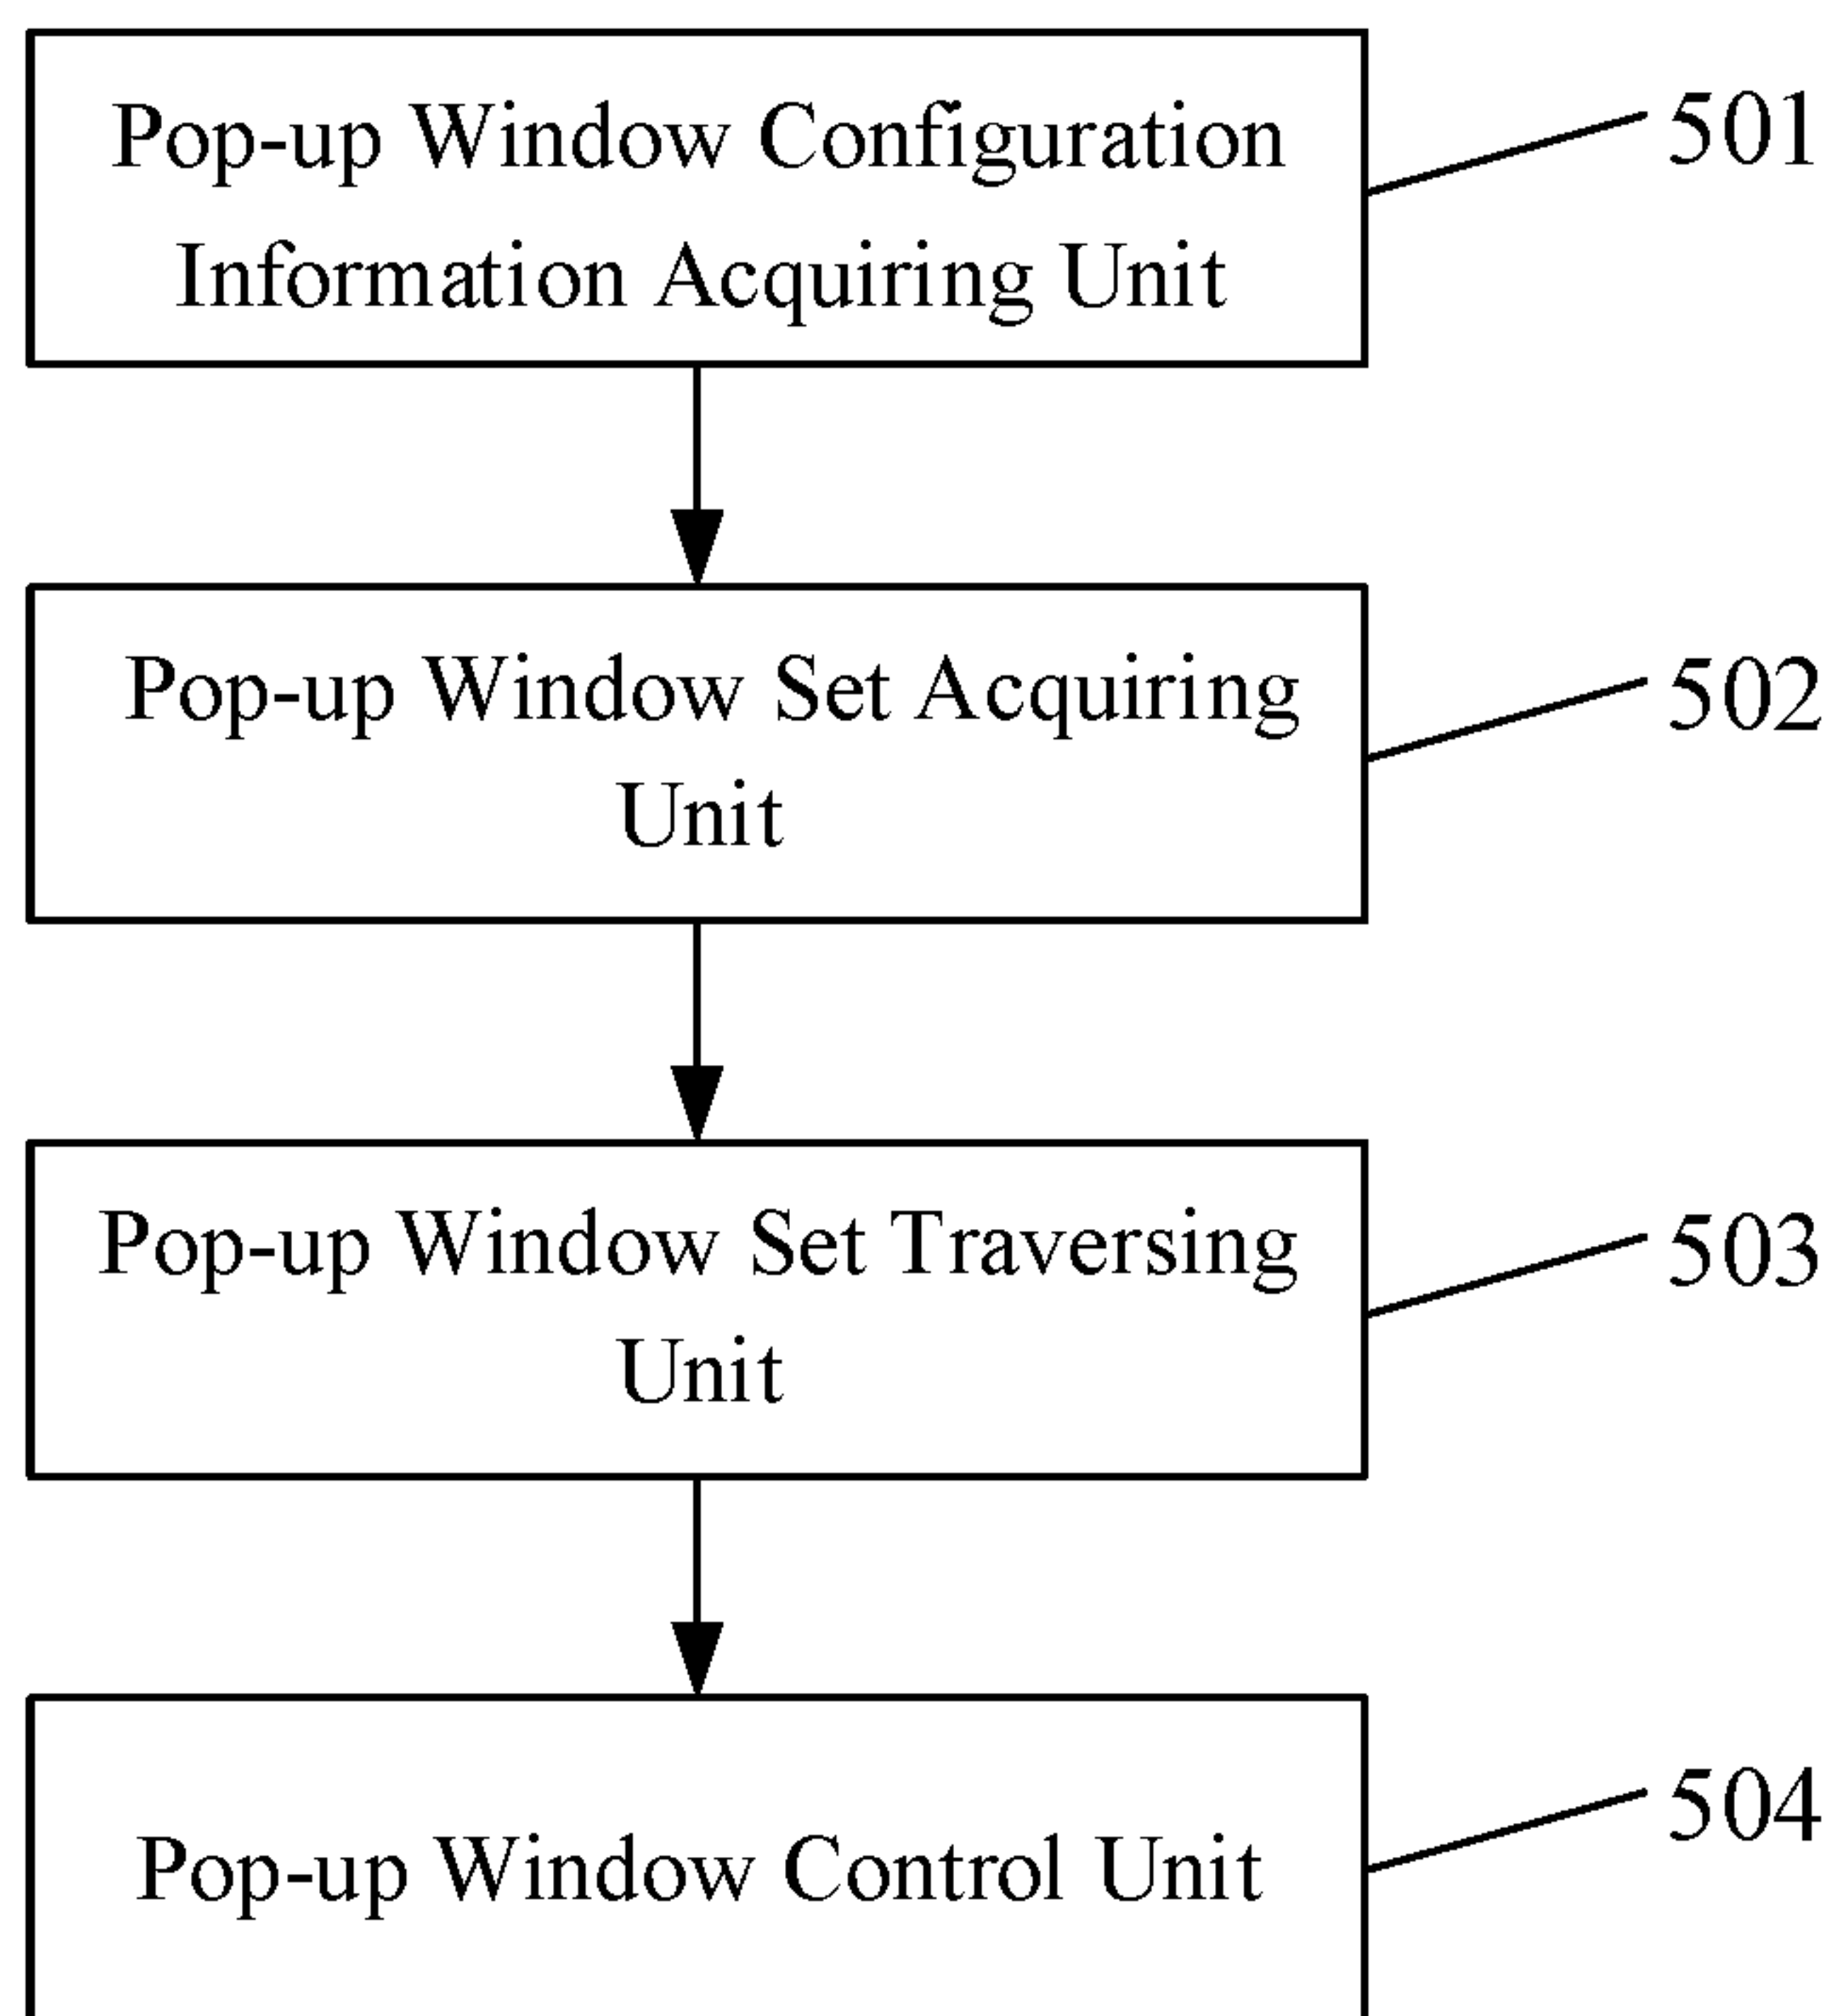 Pop-up Window Configuration
Information Acquiring Unit
501
Pop-up Window Set Acquiring
Unit
502
Pop-up Window Set Traversing
Unit
503
Pop-up Window Control Unit
504